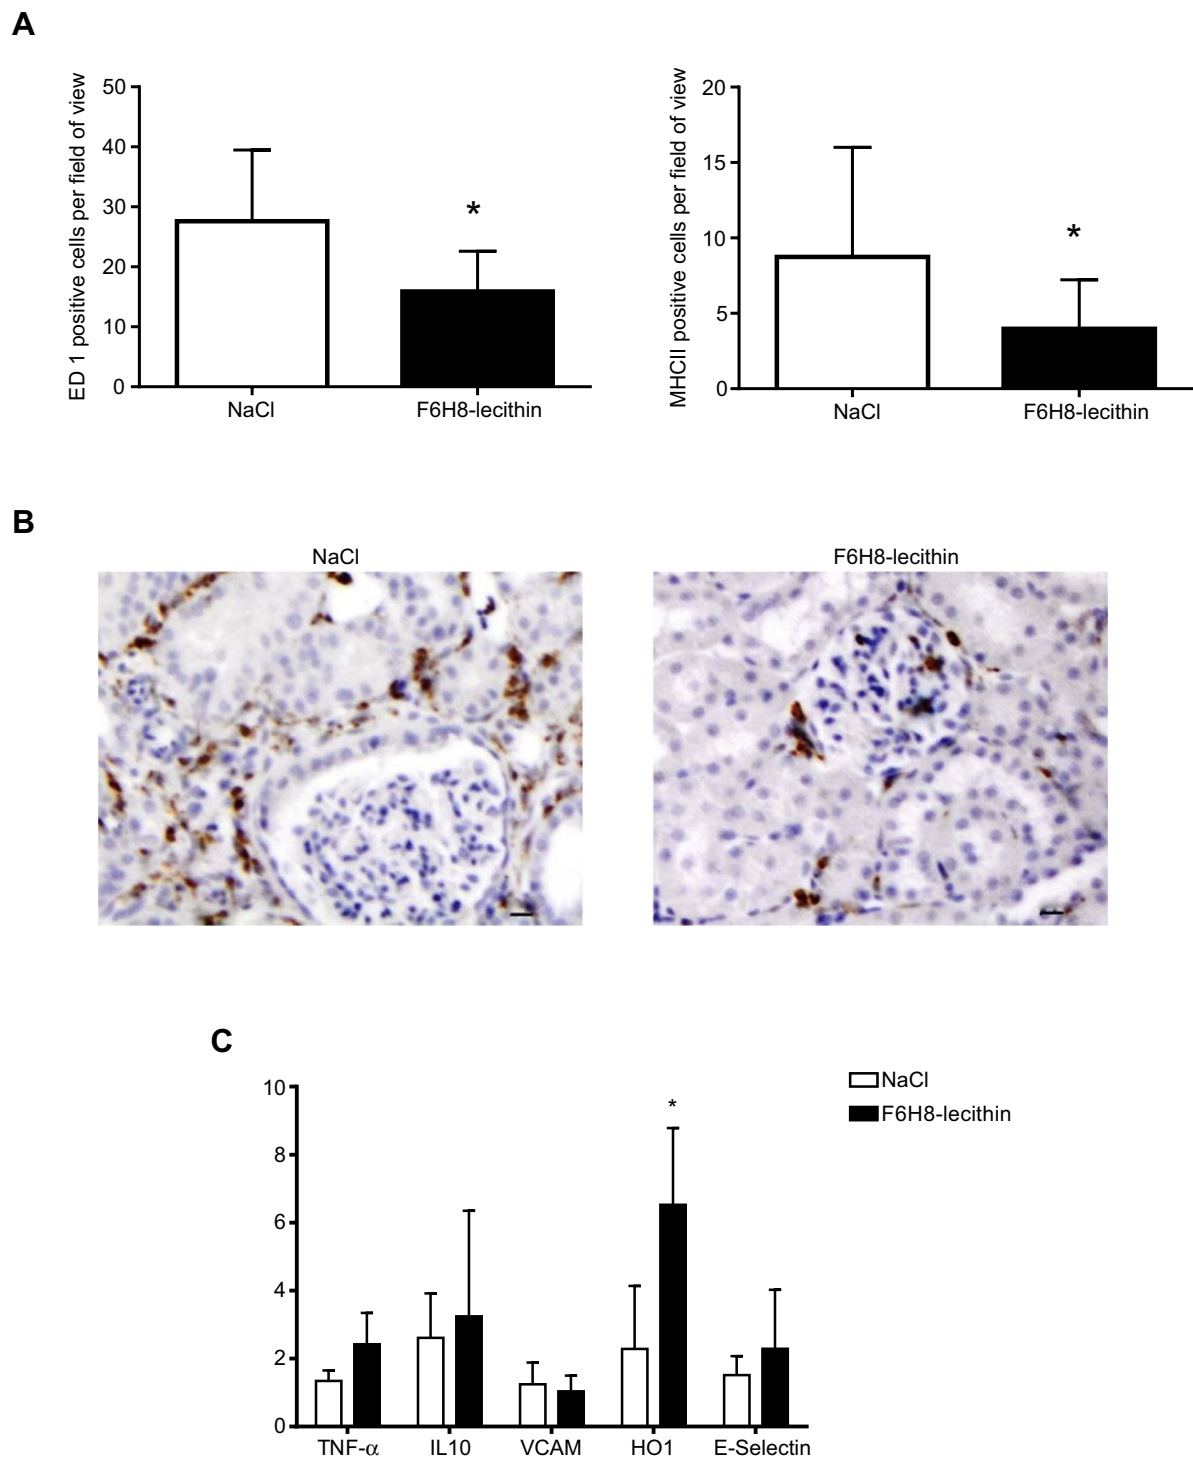 A
ED 1 positive cells per field of view
50
40
30
20
10
0
*
NaCl
F6H8-lecithin
MHCII positive cells per field of view
20
15
10
5
0
*
NaCl
F6H8-lecithin
B
NaCl
F6H8-lecithin
C
NaCl
F6H8-lecithin
10
8
6
4
2
0
*
TNF-α
IL10
VCAM
HO1
E-Selectin